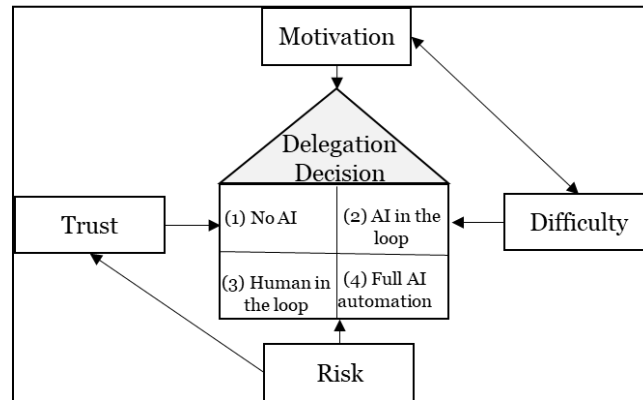 Motivation
Delegation
Decision
Trust
(1) No AI
(2) AI in the
loop
Difficulty
(3) Human in
the loop
(4) Full AI
automation
Risk